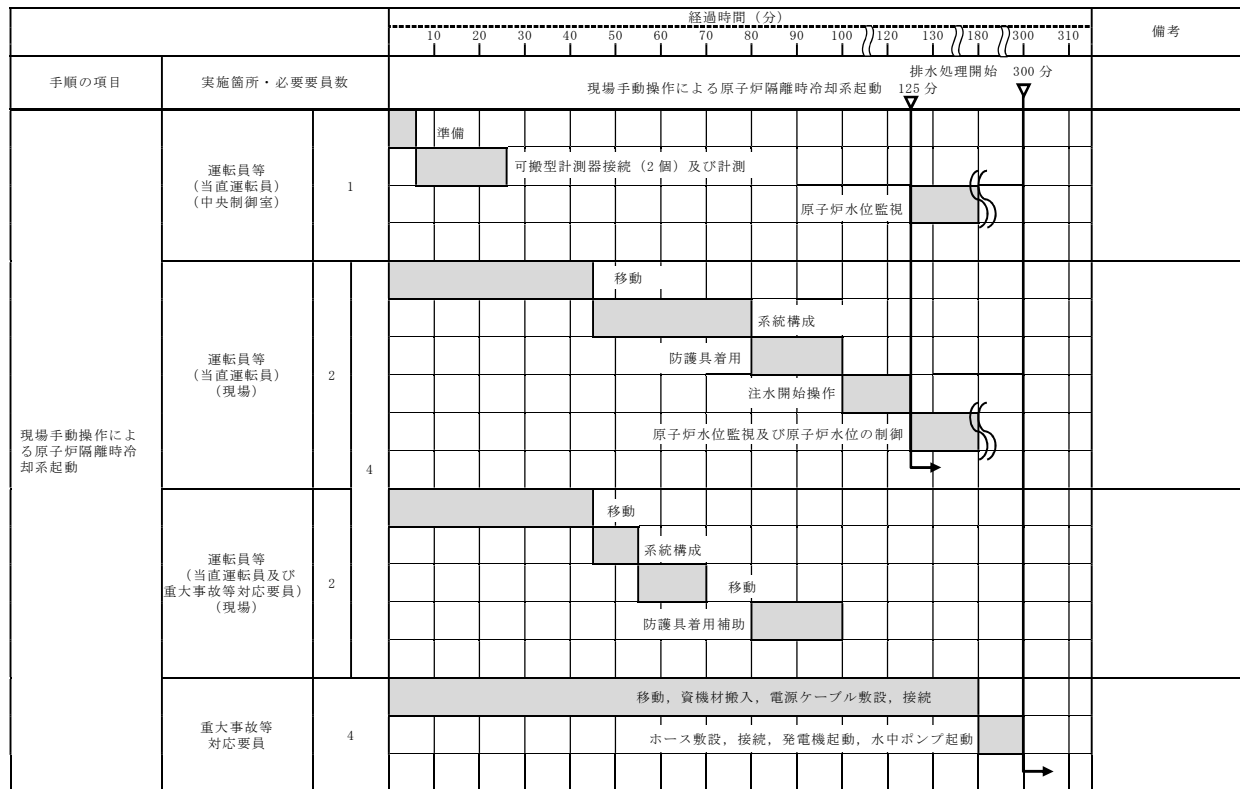 経過時間（分）
10 20 30 40 50 60 70 80 90 100 120 130 180 300 310
備考
手順の項目
実施箇所・必要要員数
排水処理開始 300 分
現場手動操作による原子炉隔離時冷却系起動 125 分
現場手動操作によ
る原子炉隔離時冷
却系起動
運転員等
（当直運転員）
（中央制御室）
1
準備
可搬型計測器接続（2 個）及び計測
原子炉水位監視
運転員等
（当直運転員）
（現場）
2
4
移動
系統構成
防護具着用
注水開始操作
原子炉水位監視及び原子炉水位の制御
運転員等
（当直運転員及び
重大事故等対応要員）
（現場）
2
移動
系統構成
移動
防護具着用補助
重大事故等
対応要員
4
移動，資機材搬入，電源ケーブル敷設，接続
ホース敷設，接続，発電機起動，水中ポンプ起動